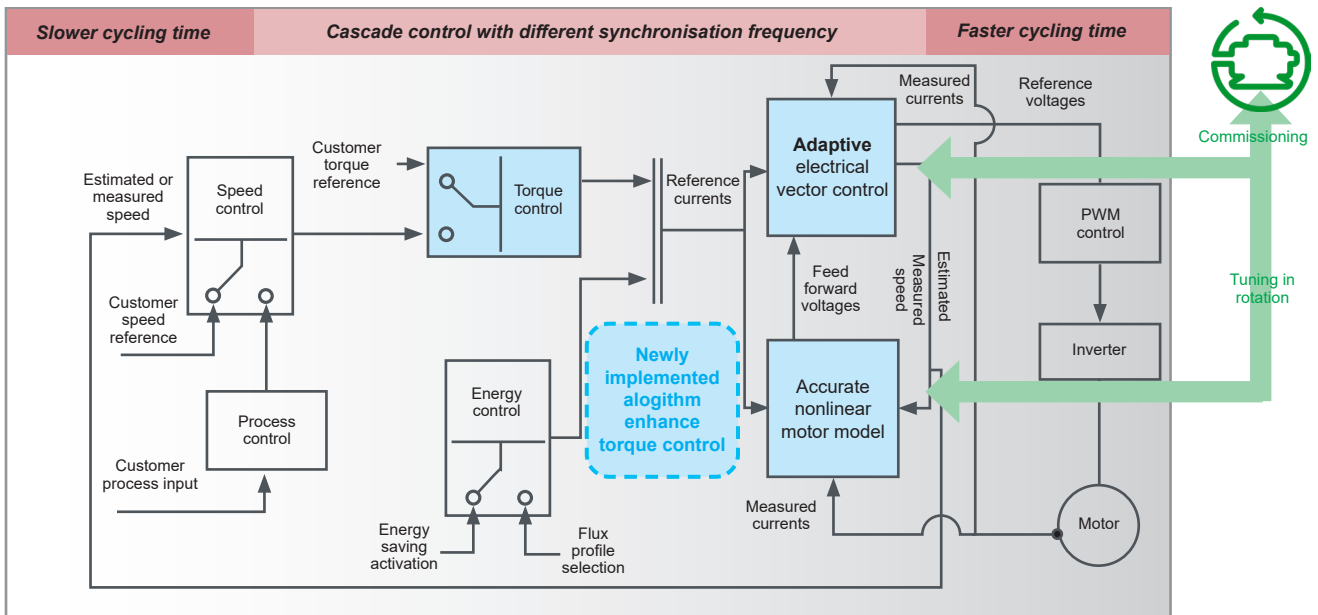 Slower cycling time
Cascade control with different synchronisation frequency
Faster cycling time
Commissioning
Tuning in
rotation
Estimated or
measured
speed
Speed
control
Customer
speed
reference
Process
control
Customer
process input
Customer
torque
reference
Torque
control
Energy
control
Energy
saving
activation
Flux
profile
selection
Newly
implemented
alogithm
enhance
torque control
Reference
currents
Measured
currents
Adaptive
electrical
vector control
Feed
forward
voltages
Accurate
nonlinear
motor model
Measured
currents
Estimated
Measured
speed
Reference
voltages
PWM
control
Inverter
Motor